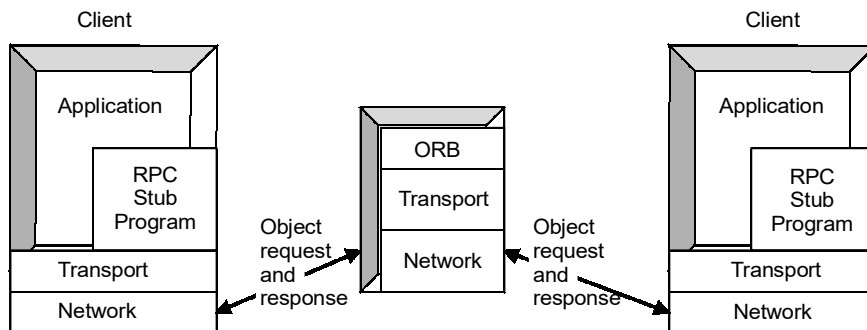 Client
Application
RPC
Stub
Program
Transport
Network
Object
request
and
response
ORB
Transport
Network
Object
request
and
response
Client
Application
RPC
Stub
Program
Transport
Network